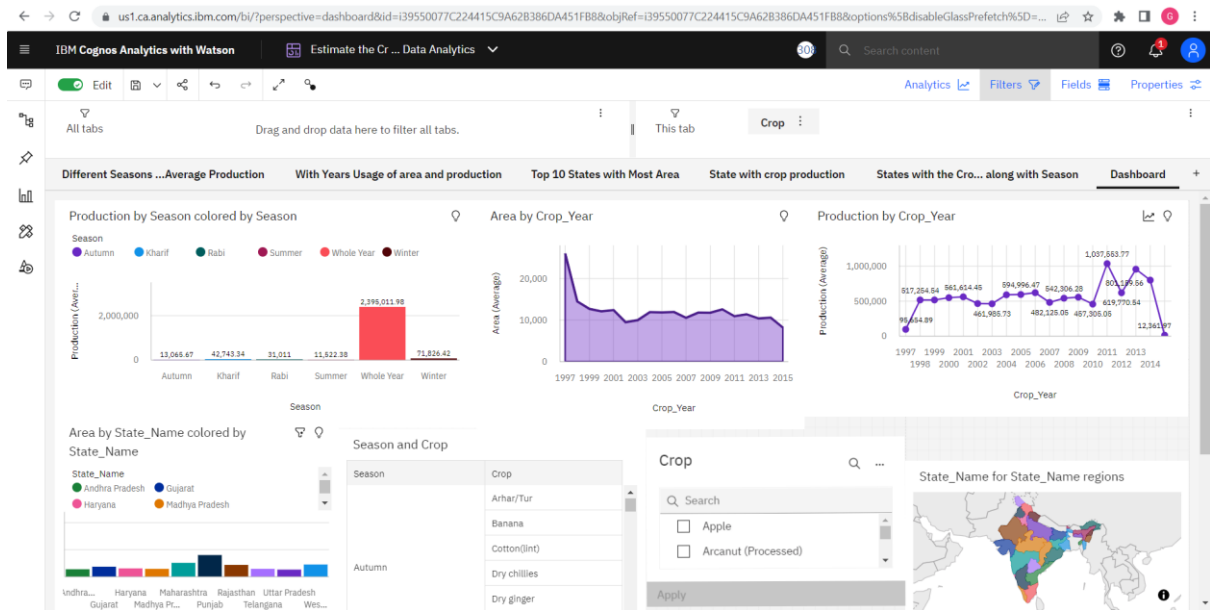 us1.ca.analytics.ibm.com/bi/?perspective=dashboard&id=i39550077C224415C9A62B386DA451FB8&objRef=i39550077C224415C9A62B386DA451FB8&options%5BdisableGlassPrefetch%5D=...
G
IBM Cognos Analytics with Watson
Estimate the Cr ... Data Analytics
Search content
1
Edit
Analytics
Filters
Fields
Properties
All tabs
Drag and drop data here to filter all tabs.
This tab
Crop
Different Seasons ...Average Production
With Years Usage of area and production
Top 10 States with Most Area
State with crop production
States with the Cro... along with Season
Dashboard
+
Production by Season colored by Season
Season
Autumn Kharif Rabi Summer Whole Year Winter
Production (Aver...
2,000,000
0
13,065.67
42,743.34
31,011
11,522.38
2,395,011.98
71,826.42
Autumn Kharif Rabi Summer Whole Year Winter
Season
Area by Crop_Year
Area (Average)
20,000
10,000
0
1997 1999 2001 2003 2005 2007 2009 2011 2013 2015
Crop_Year
Production by Crop_Year
Production (Average)
1,000,000
500,000
0
517,254.54
561,614.45
461,985.73
594,996.47
482,125.05
542,306.28
457,305.05
1,037,553.77
619,770.54
12,361.97
1997 1999 2001 2003 2005 2007 2009 2011 2013
1998 2000 2002 2004 2006 2008 2010 2012 2014
Crop_Year
Area by State_Name colored by
State_Name
State_Name
Andhra Pradesh Gujarat
Haryana Madhya Pradesh
Haryana Maharashtra Rajasthan Uttar Pradesh
Gujarat Madhya Pr... Punjab Telangana Wes...
Season and Crop
Season Crop
Autumn
Arhar/Tur
Banana
Cotton(lint)
Dry chillies
Dry ginger
Crop
Search
Apple
Arcanut (Processed)
Apply
State_Name for State_Name regions